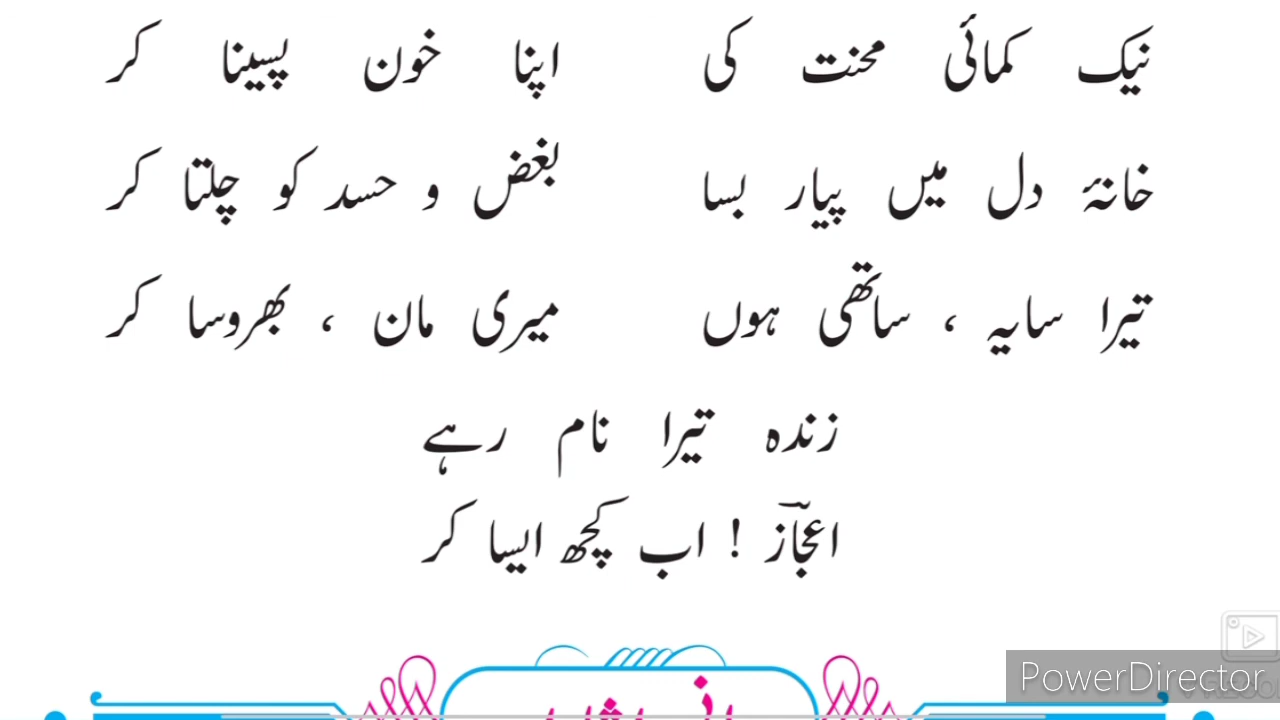 نیک کمائی محنت کی اپنا خون پسینا کر
خانۂ دل میں پیار بسا بغض و حسد کو چلتا کر
تیرا سایہ ، ساتھی ہوں میری مان ، بھروسا کر
زندہ تیرا نام رہے
اعجازؔ ! اب کچھ ایسا کر
PowerDirector